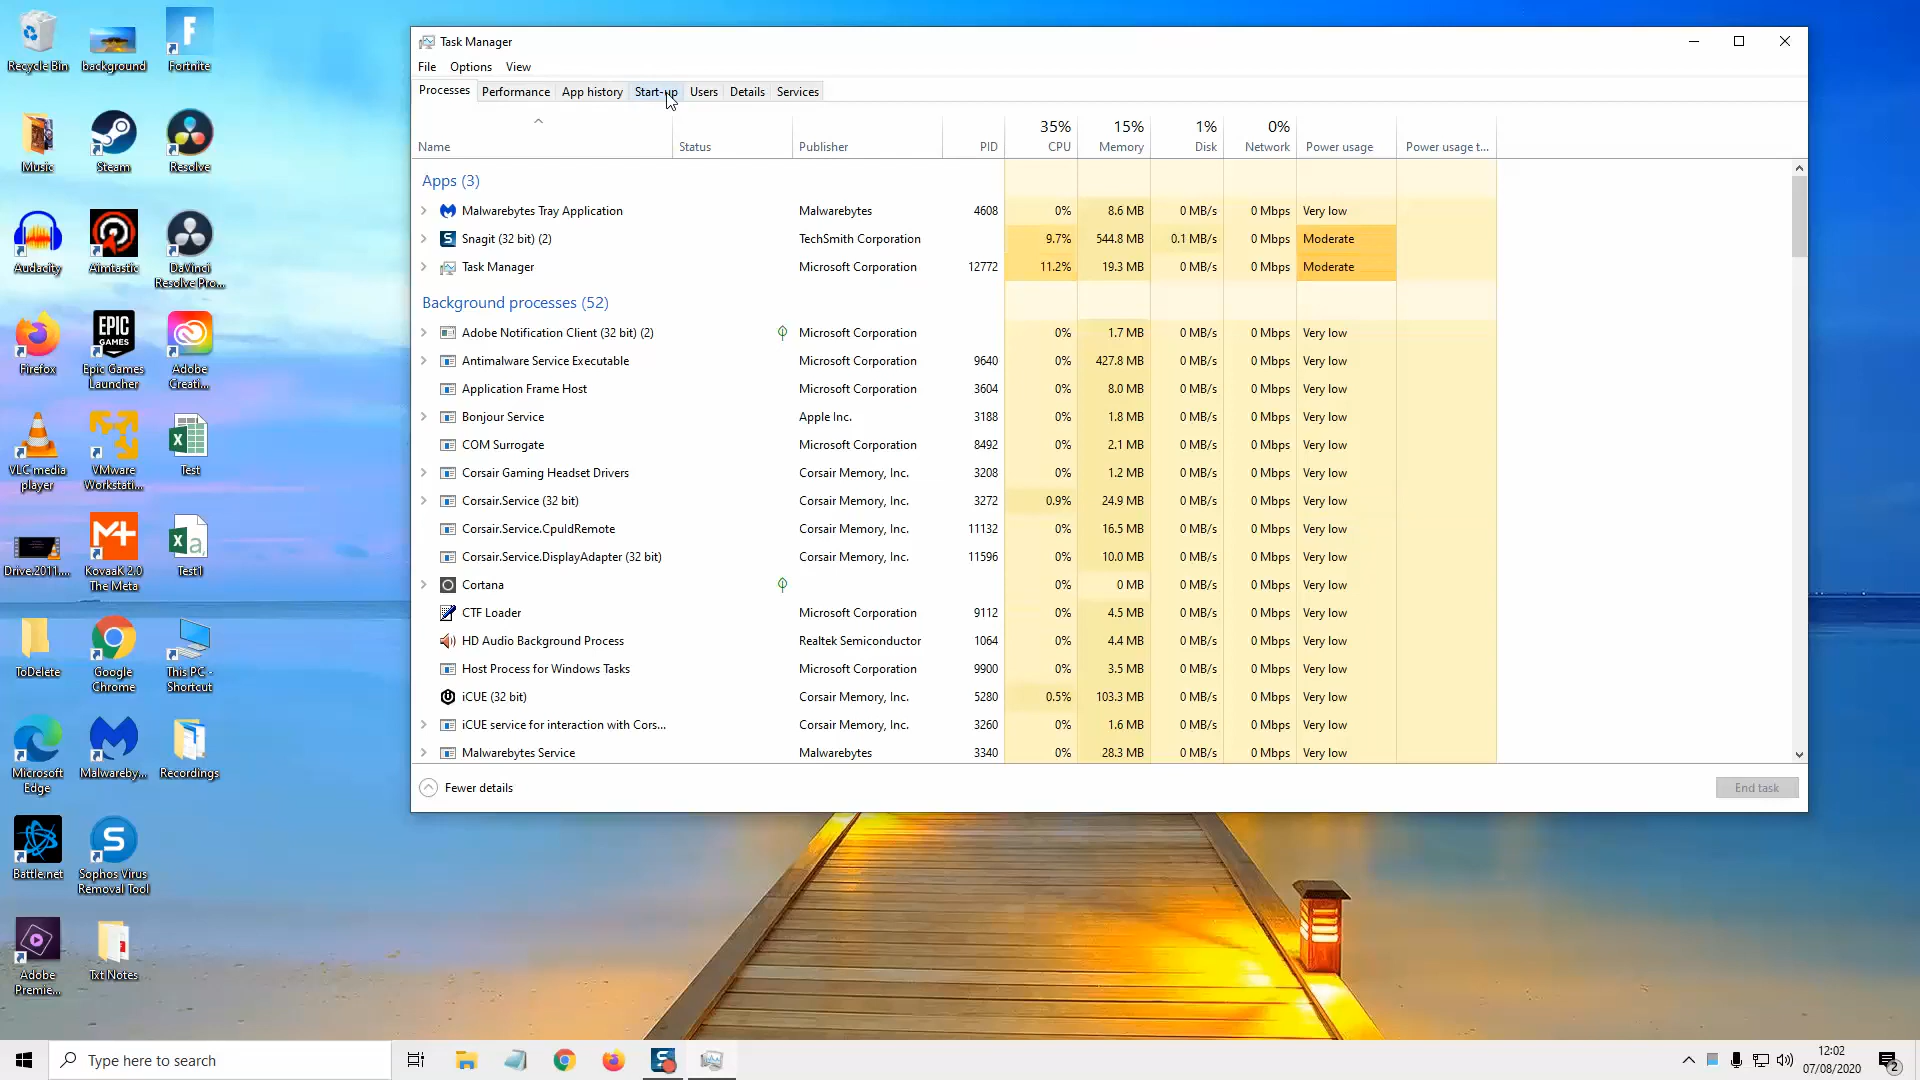 Recycle Bin
background
Fortnite
Music
Steam
Resolve
Audacity
Aimtastic
DaVinci
Resolve Pro...
Firefox
EPIC
GAMES
Epic Games
Launcher
Adobe
Creati...
VLC media
player
VMware
Workstati...
Test
Drive.2011....
KovaaK 2.0
The Meta
Test1
ToDelete
Google
Chrome
This PC -
Shortcut
Microsoft
Edge
Malwareby...
Recordings
Battle.net
Sophos Virus
Removal Tool
Adobe
Premie...
Txt Notes
Task Manager
File Options View
Processes Performance App history Start-up Users Details Services
35% 15% 1% 0%
Name Status Publisher PID CPU Memory Disk Network Power usage Power usage t...
Apps (3)
Malwarebytes Tray Application Malwarebytes 4608 0% 8.6 MB 0 MB/s 0 Mbps Very low
Snagit (32 bit) (2) TechSmith Corporation 9.7% 544.8 MB 0.1 MB/s 0 Mbps Moderate
Task Manager Microsoft Corporation 12772 11.2% 19.3 MB 0 MB/s 0 Mbps Moderate
Background processes (52)
Adobe Notification Client (32 bit) (2) Microsoft Corporation 0% 1.7 MB 0 MB/s 0 Mbps Very low
Antimalware Service Executable Microsoft Corporation 9640 0% 427.8 MB 0 MB/s 0 Mbps Very low
Application Frame Host Microsoft Corporation 3604 0% 8.0 MB 0 MB/s 0 Mbps Very low
Bonjour Service Apple Inc. 3188 0% 1.8 MB 0 MB/s 0 Mbps Very low
COM Surrogate Microsoft Corporation 8492 0% 2.1 MB 0 MB/s 0 Mbps Very low
Corsair Gaming Headset Drivers Corsair Memory, Inc. 3208 0% 1.2 MB 0 MB/s 0 Mbps Very low
Corsair.Service (32 bit) Corsair Memory, Inc. 3272 0.9% 24.9 MB 0 MB/s 0 Mbps Very low
Corsair.Service.CpuIdRemote Corsair Memory, Inc. 11132 0% 16.5 MB 0 MB/s 0 Mbps Very low
Corsair.Service.DisplayAdapter (32 bit) Corsair Memory, Inc. 11596 0% 10.0 MB 0 MB/s 0 Mbps Very low
Cortana 0% 0 MB 0 MB/s 0 Mbps Very low
CTF Loader Microsoft Corporation 9112 0% 4.5 MB 0 MB/s 0 Mbps Very low
HD Audio Background Process Realtek Semiconductor 1064 0% 4.4 MB 0 MB/s 0 Mbps Very low
Host Process for Windows Tasks Microsoft Corporation 9900 0% 3.5 MB 0 MB/s 0 Mbps Very low
iCUE (32 bit) Corsair Memory, Inc. 5280 0.5% 103.3 MB 0 MB/s 0 Mbps Very low
iCUE service for interaction with Cors... Corsair Memory, Inc. 3260 0% 1.6 MB 0 MB/s 0 Mbps Very low
Malwarebytes Service Malwarebytes 3340 0% 28.3 MB 0 MB/s 0 Mbps Very low
Fewer details End task
Type here to search
12:02
07/08/2020
2